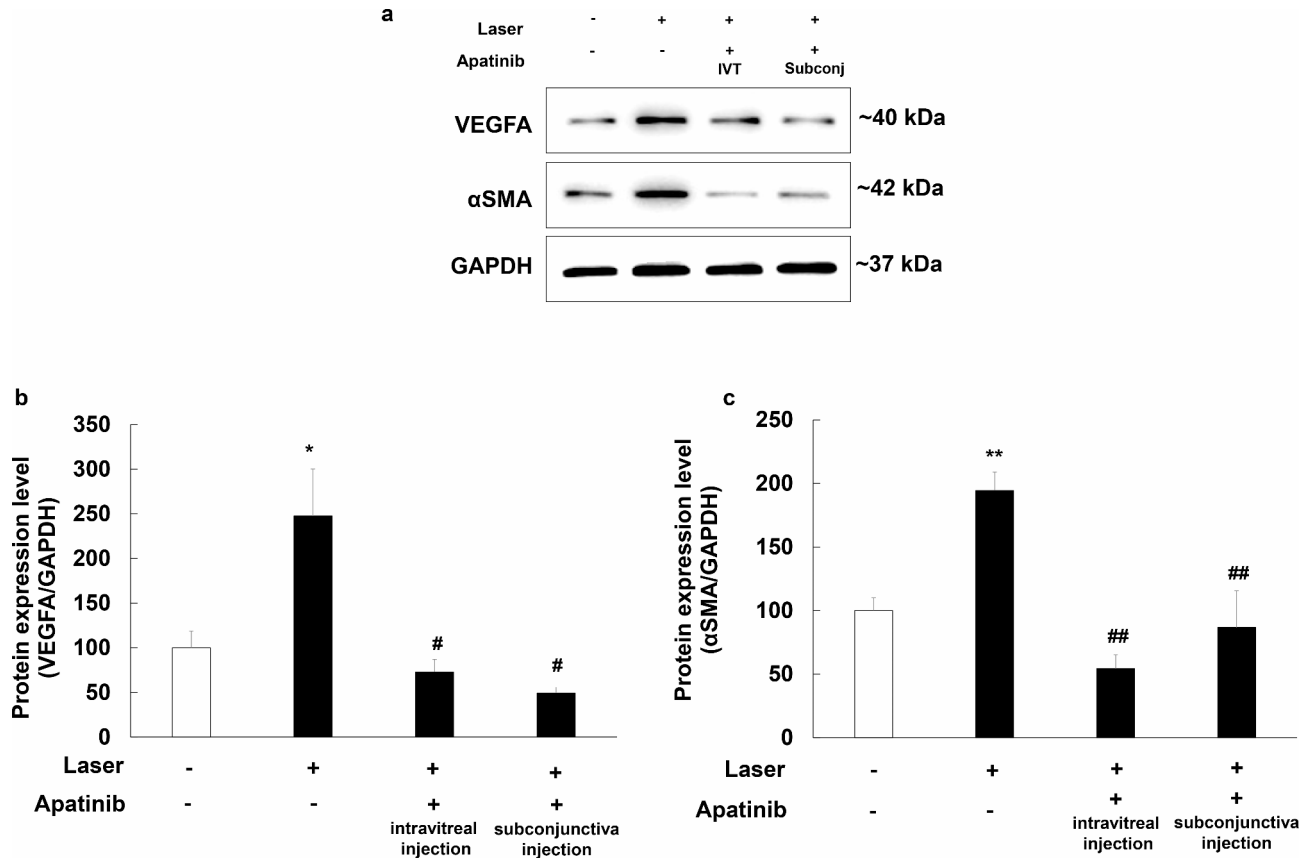 a
Laser - + + +
Apatinib - - + +
IVT Subconj
VEGFA ~40 kDa
αSMA ~42 kDa
GAPDH ~37 kDa
b
Protein expression level
(VEGFA/GAPDH)
350
300
250
200
150
100
50
0
*
#
#
Laser - + + +
Apatinib - - + +
intravitreal subconjunctiva
injection injection
c
Protein expression level
(αSMA/GAPDH)
250
200
150
100
50
0
**
##
##
Laser - + + +
Apatinib - - + +
intravitreal subconjunctiva
injection injection